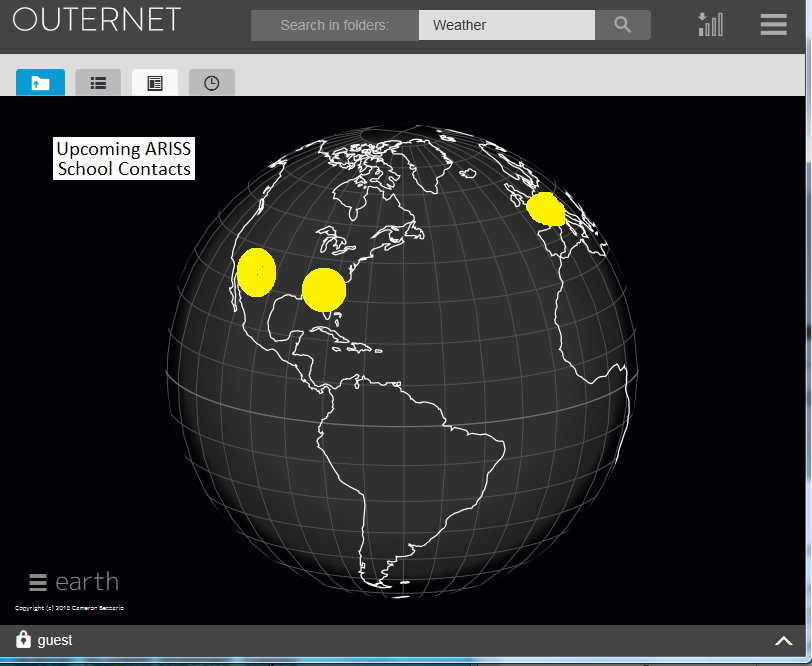 OUTERNET
Search in folders:
Weather
Upcoming ARISS
School Contacts
earth
Copyright (c) 2016 Cameron Beccario
guest